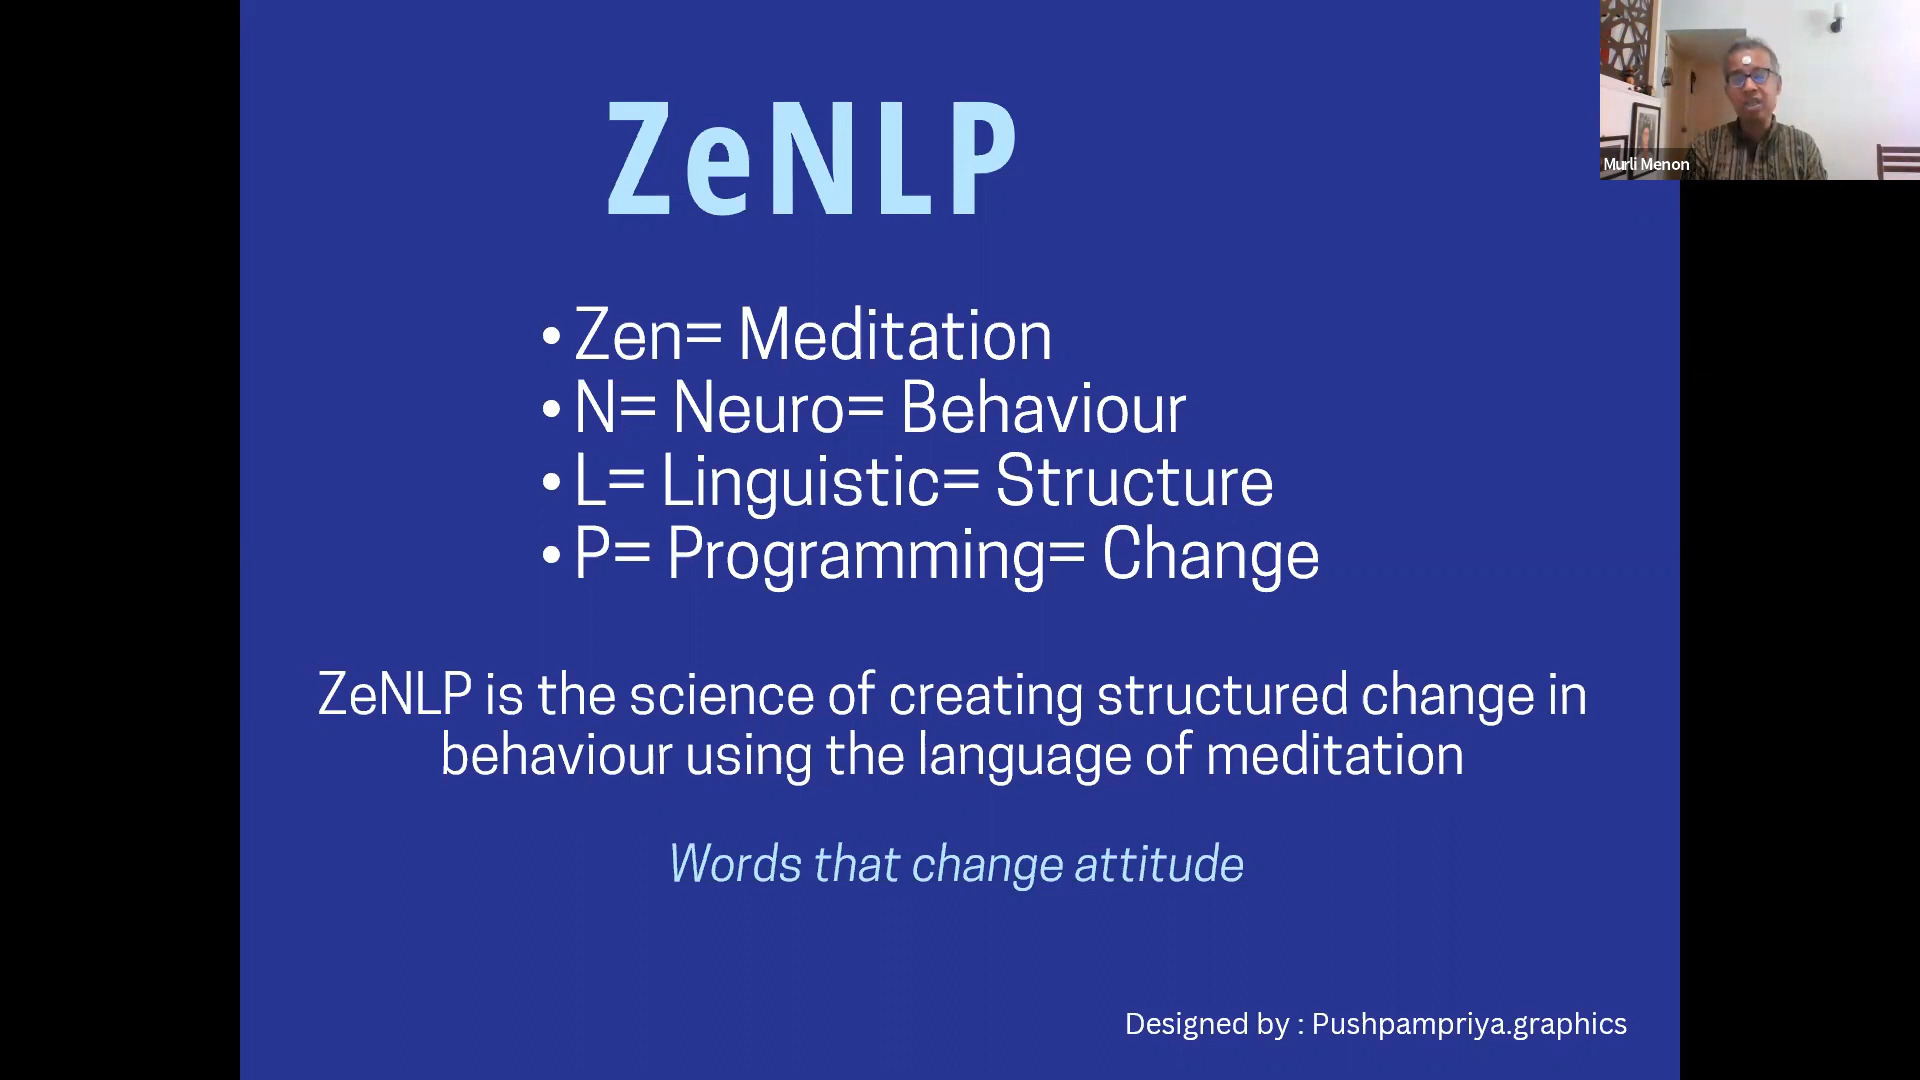 ZeNLP
• Zen= Meditation
• N= Neuro= Behaviour
• L= Linguistic= Structure
• P= Programming= Change
ZeNLP is the science of creating structured change in
behaviour using the language of meditation
Words that change attitude
Designed by : Pushpampriya.graphics
Murli Menon